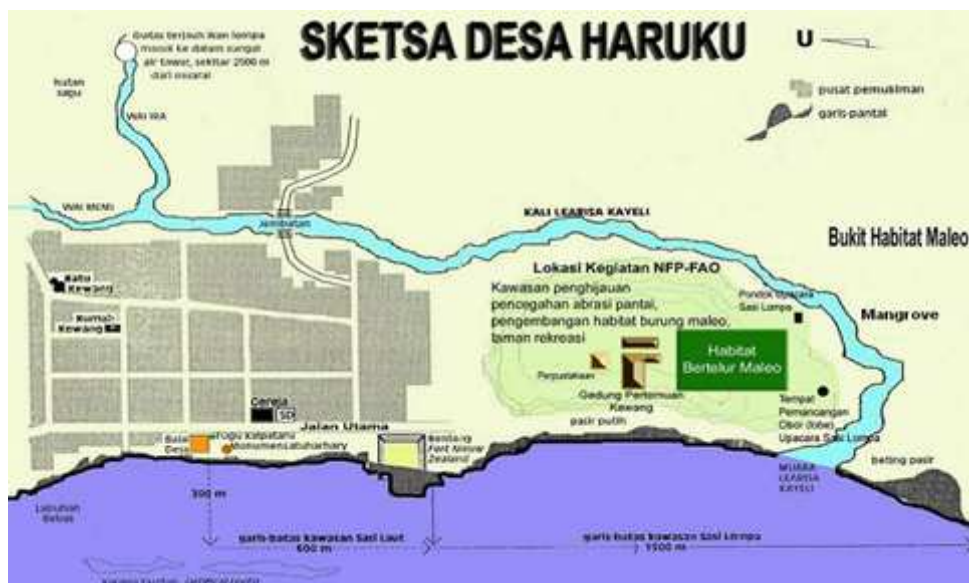 SKETSA DESA HARUKU
batas terjauh ikan lompa
masuk ke dalam sungai
air tawar, sekitar 2500 m
dari muara
U
pusat pemukiman
garis-pantai
hutan
sagu
WAI IRA
WAI
Jembatan
KALI LEARISA KAYELI
Bukit Habitat Maleo
Lokasi Kegiatan NFP-FAO
Kawasan penghijauan
pencegahan abrasi pantai,
pengembangan habitat burung maleo,
taman rekreasi
Pondok Upacara
Sasi Lompa
Mangrove
Batu
Kewang
Rumah
Kewang
Habitat
Bertelur Maleo
Perpustakaan
Gedung Pertemuan
Kewang
Tempat
Pemancangan
Upacara Sasi Lompa
Gereja
SD
Jalan Utama
pasir putih
Balai
Desa
Tugu Kalpataru
Monumen Latuharhary
Benteng
Fort Nieuw
Zealand
MUARA
LEARISA
KAYELI
beting pasir
Labuhan
Bebas
300 m
garis-batas kawasan Sasi Laut
600 m
garis-batas kawasan Sasi Lompa
1500 m